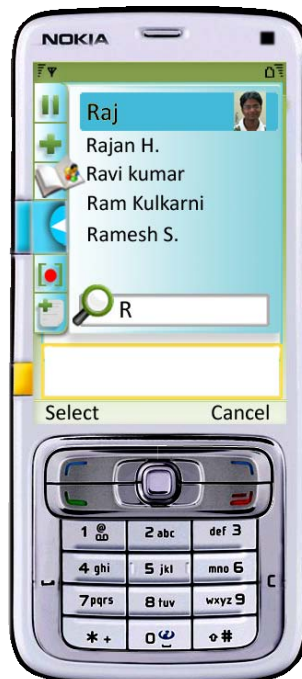 NOKIA
Raj
Rajan H.
Ravi kumar
Ram Kulkarni
Ramesh S.
R
Select Cancel
1 2 abc def 3
4 ghi 5 jkl mno 6
7pqrs 8 tuv wxyz 9
* + 0 #